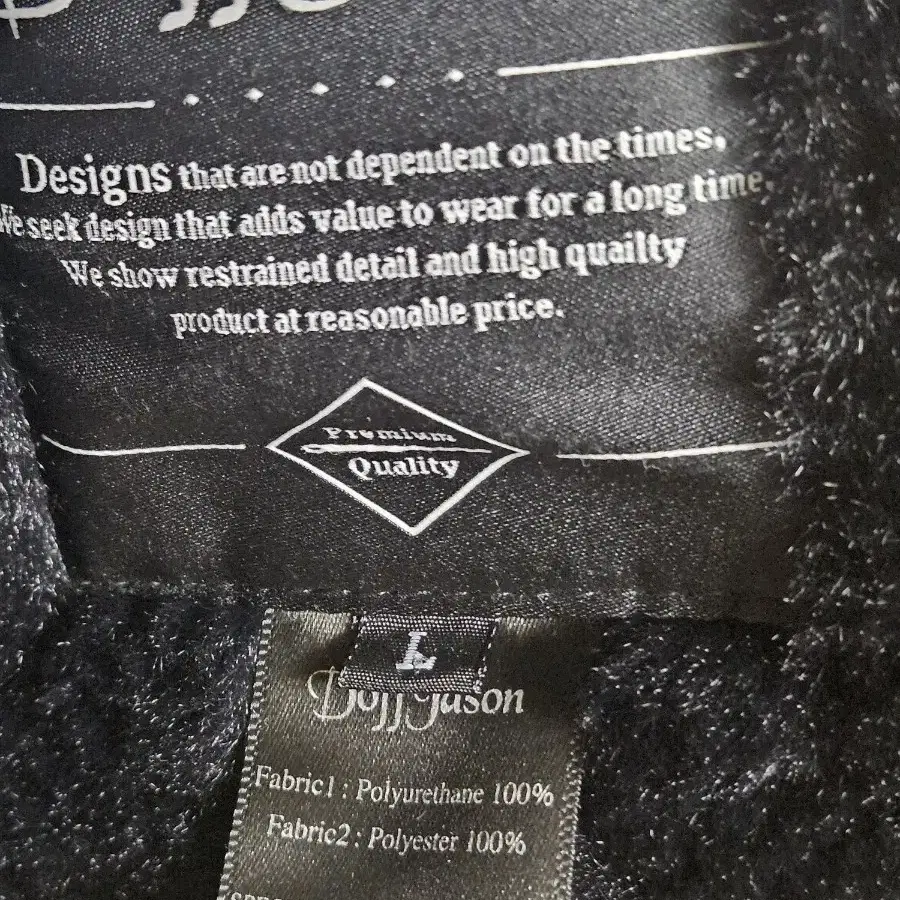 Designs that are not dependent on the times,
We seek design that adds value to wear for a long time.
We show restrained detail and high quailty
product at reasonable price.
Premium
Quality
L
Doffgason
Fabric1 : Polyurethane 100%
Fabric2 : Polyester 100%